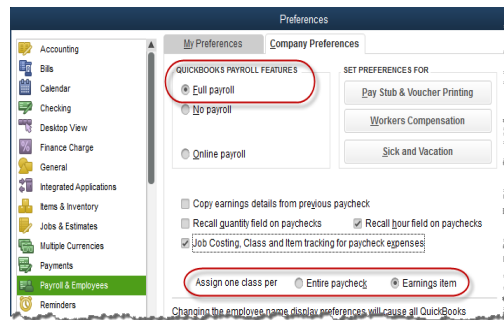 Preferences
Accounting
Bills
Calendar
Checking
Desktop View
Finance Charge
General
Integrated Applications
Items & Inventory
Jobs & Estimates
Multiple Currencies
Payments
Payroll & Employees
Reminders
My Preferences
Company Preferences
QUICKBOOKS PAYROLL FEATURES
Full payroll
No payroll
Online payroll
SET PREFERENCES FOR
Pay Stub & Voucher Printing
Workers Compensation
Sick and Vacation
Copy earnings details from previous paycheck
Recall quantity field on paychecks
Recall hour field on paychecks
Job Costing, Class and Item tracking for paycheck expenses
Assign one class per
Entire paycheck
Earnings item
Changing the employee name display preferences will cause all QuickBooks